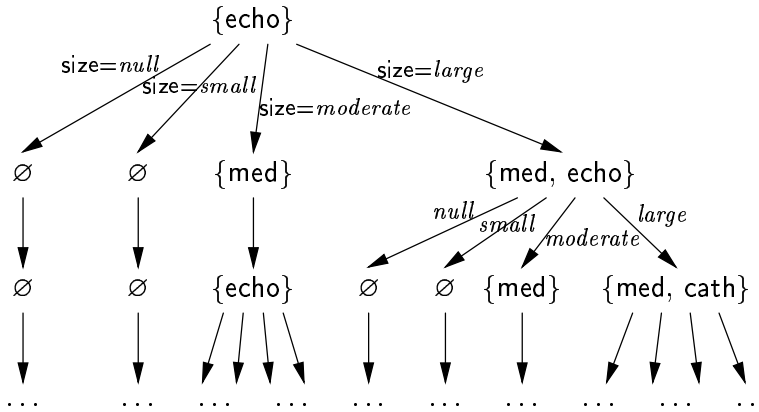 {echo}
size=null
size=small
size=moderate
size=large
∅ ∅ {med} {med, echo}
null
small
moderate
large
∅ ∅ {echo} ∅ ∅ {med} {med, cath}
... ... ... ... ... ... ... ... ... ..